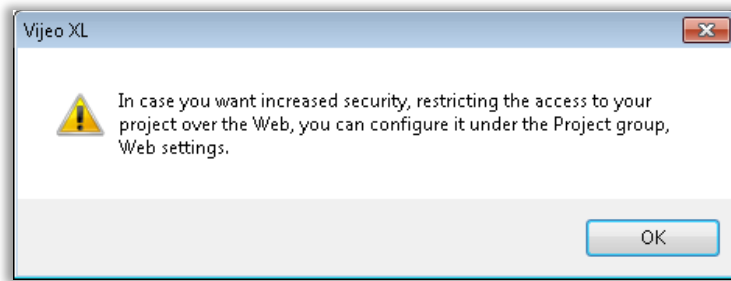 Vijeo XL
In case you want increased security, restricting the access to your
project over the Web, you can configure it under the Project group,
Web settings.
OK